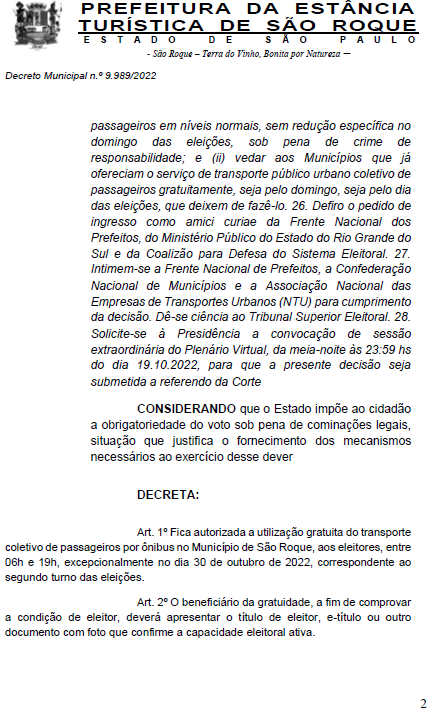 PREFEITURA DA ESTÂNCIA
TURÍSTICA DE SÃO ROQUE
ESTADO DE SÃO PAULO
- São Roque – Terra do Vinho, Bonita por Natureza –
Decreto Municipal n.º 9.989/2022
passageiros em níveis normais, sem redução específica no
domingo das eleições, sob pena de crime de
responsabilidade; e (ii) vedar aos Municípios que já
ofereciam o serviço de transporte público urbano coletivo de
passageiros gratuitamente, seja pelo domingo, seja pelo dia
das eleições, que deixem de fazê-lo. 26. Defiro o pedido de
ingresso como amici curiae da Frente Nacional dos
Prefeitos, do Ministério Público do Estado do Rio Grande do
Sul e da Coalizão para Defesa do Sistema Eleitoral. 27.
Intimem-se a Frente Nacional de Prefeitos, a Confederação
Nacional de Municípios e a Associação Nacional das
Empresas de Transportes Urbanos (NTU) para cumprimento
da decisão. Dê-se ciência ao Tribunal Superior Eleitoral. 28.
Solicite-se à Presidência a convocação de sessão
extraordinária do Plenário Virtual, da meia-noite às 23:59 hs
do dia 19.10.2022, para que a presente decisão seja
submetida a referendo da Corte
CONSIDERANDO que o Estado impõe ao cidadão
a obrigatoriedade do voto sob pena de cominações legais,
situação que justifica o fornecimento dos mecanismos
necessários ao exercício desse dever
DECRETA:
Art. 1º Fica autorizada a utilização gratuita do transporte
coletivo de passageiros por ônibus no Município de São Roque, aos eleitores, entre
06h e 19h, excepcionalmente no dia 30 de outubro de 2022, correspondente ao
segundo turno das eleições.
Art. 2º O beneficiário da gratuidade, a fim de comprovar
a condição de eleitor, deverá apresentar o título de eleitor, e-título ou outro
documento com foto que confirme a capacidade eleitoral ativa.
2